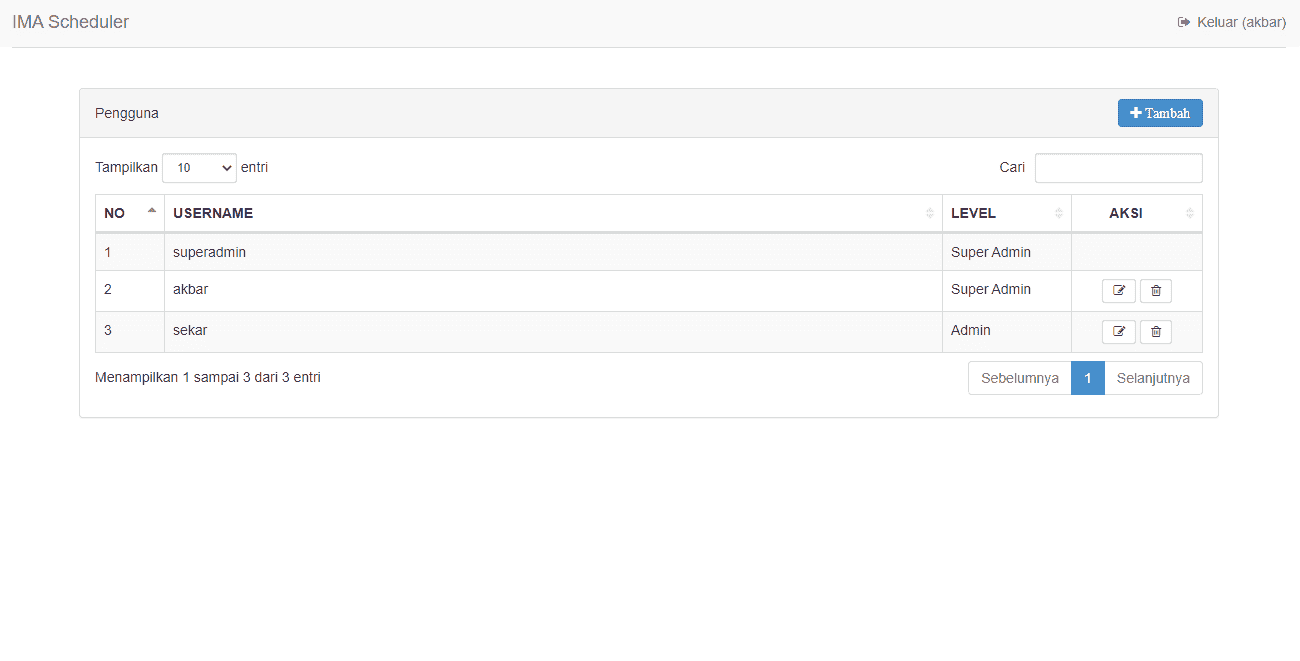 IMA Scheduler Keluar (akbar)
Pengguna Tambah
Tampilkan 10 entri Cari
NO USERNAME LEVEL AKSI
1 superadmin Super Admin
2 akbar Super Admin
3 sekar Admin
Menampilkan 1 sampai 3 dari 3 entri Sebelumnya 1 Selanjutnya